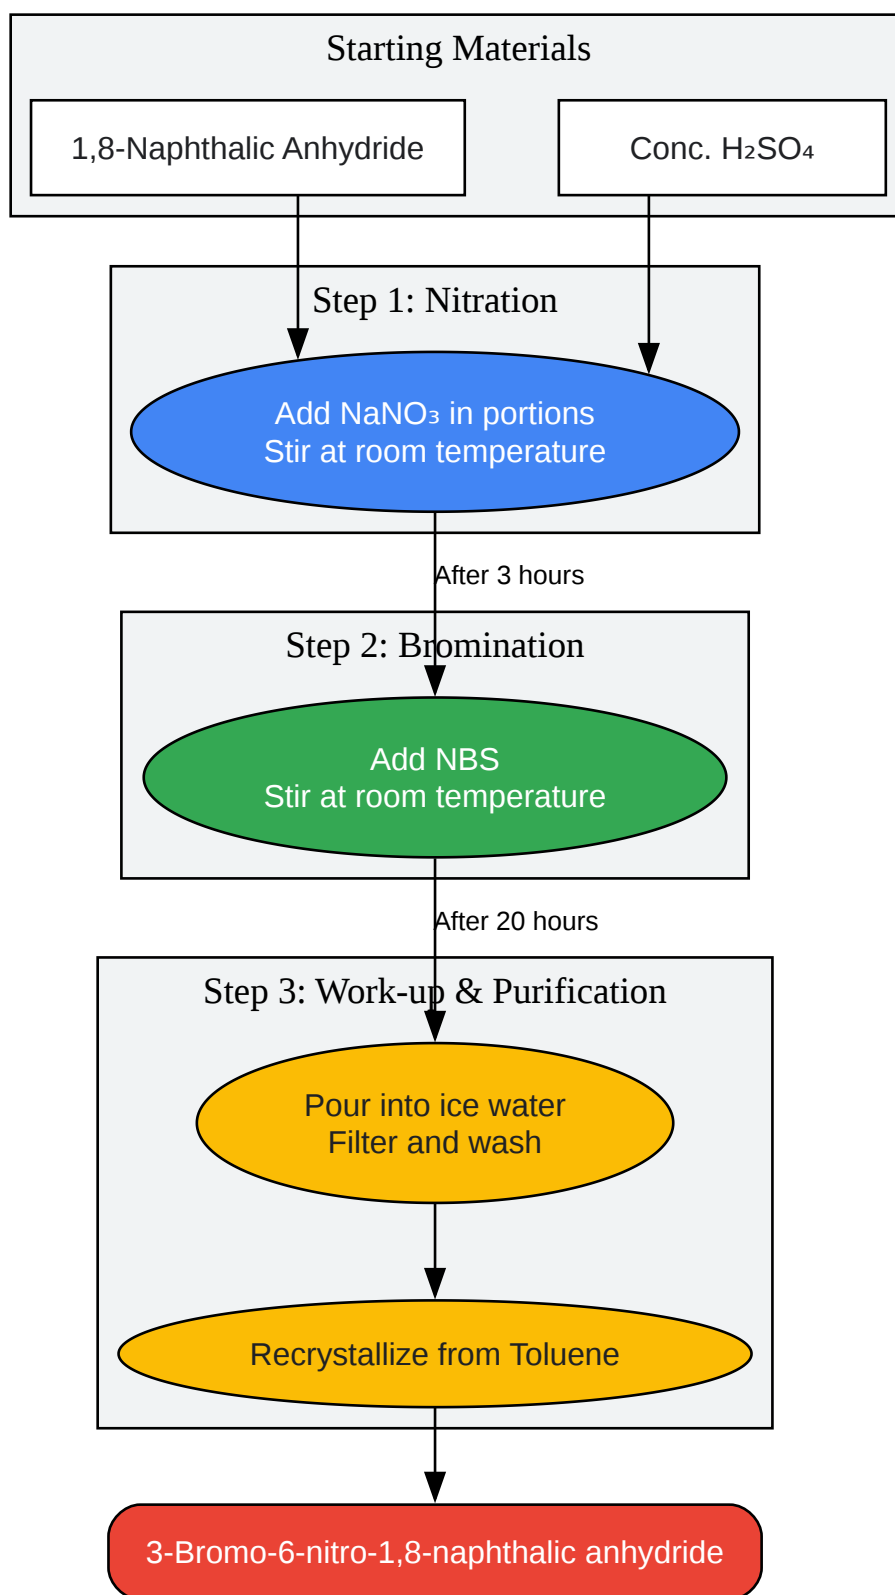 Starting Materials
1,8-Naphthalic Anhydride
Conc. H₂SO₄
Step 1: Nitration
Add NaNO₃ in portions
Stir at room temperature
After 3 hours
Step 2: Bromination
Add NBS
Stir at room temperature
After 20 hours
Step 3: Work-up & Purification
Pour into ice water
Filter and wash
Recrystallize from Toluene
3-Bromo-6-nitro-1,8-naphthalic anhydride